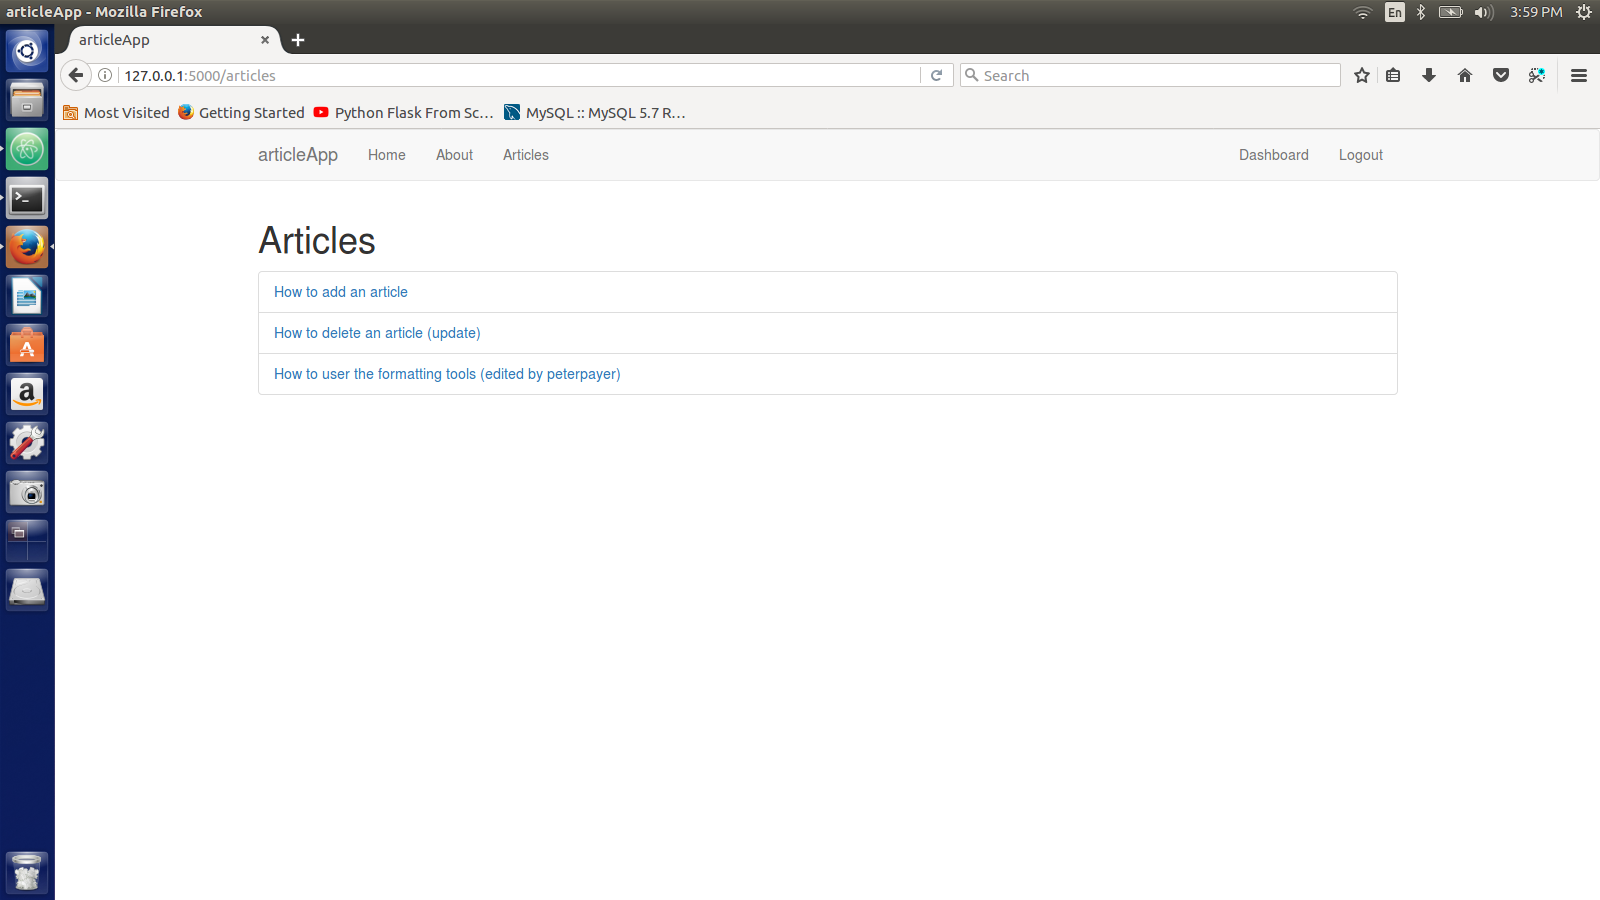 articleApp - Mozilla Firefox
En
3:59 PM
articleApp
127.0.0.1:5000/articles
Search
Most Visited
Getting Started
Python Flask From Sc...
MySQL :: MySQL 5.7 R...
articleApp
Home
About
Articles
Dashboard
Logout
Articles
How to add an article
How to delete an article (update)
How to user the formatting tools (edited by peterpayer)